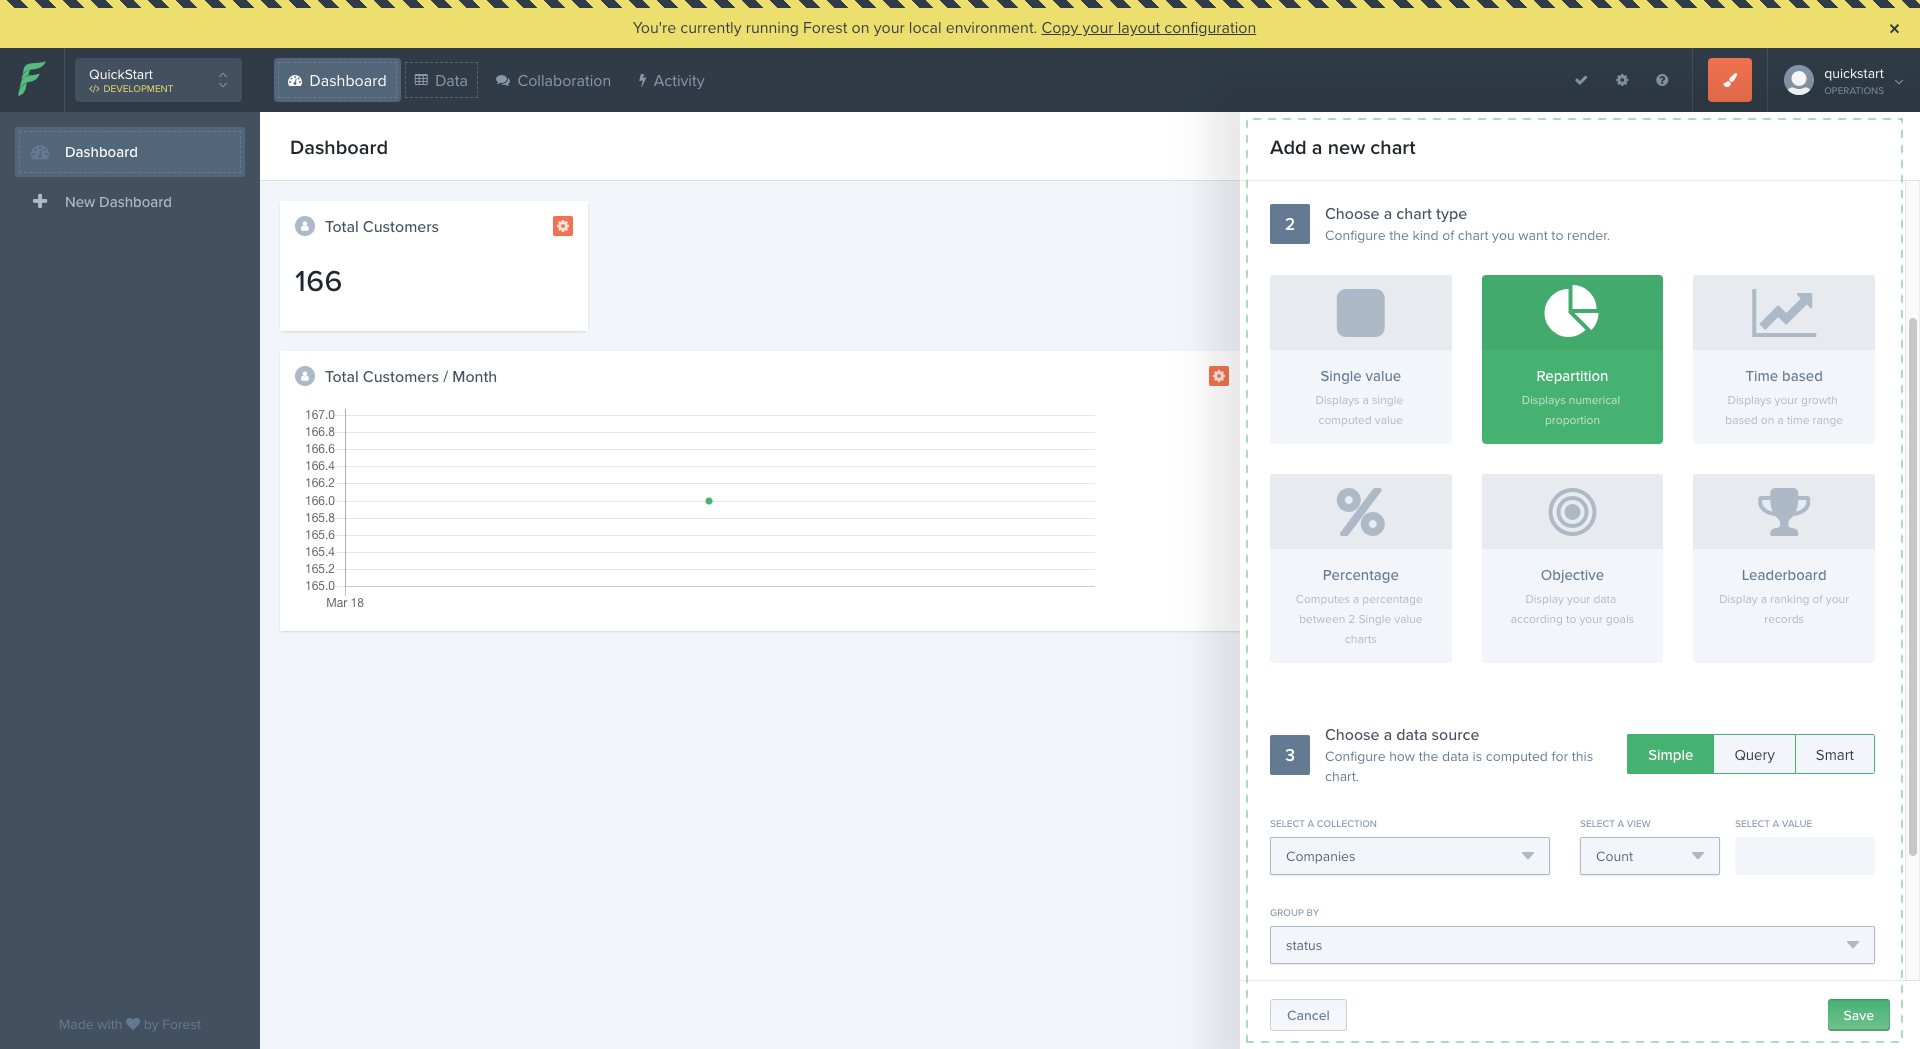 You're currently running Forest on your local environment. Copy your layout configuration
×
QuickStart
</> DEVELOPMENT
Dashboard
Data
Collaboration
Activity
quickstart
OPERATIONS
Dashboard
New Dashboard
Made with ♥ by Forest
Dashboard
Total Customers
166
Total Customers / Month
167.0
166.8
166.6
166.4
166.2
166.0
165.8
165.6
165.4
165.2
165.0
Mar 18
Add a new chart
2
Choose a chart type
Configure the kind of chart you want to render.
Single value
Displays a single
computed value
Repartition
Displays numerical
proportion
Time based
Displays your growth
based on a time range
Percentage
Computes a percentage
between 2 Single value
charts
Objective
Display your data
according to your goals
Leaderboard
Display a ranking of your
records
3
Choose a data source
Configure how the data is computed for this
chart.
Simple
Query
Smart
SELECT A COLLECTION
Companies
SELECT A VIEW
Count
SELECT A VALUE
GROUP BY
status
Cancel
Save